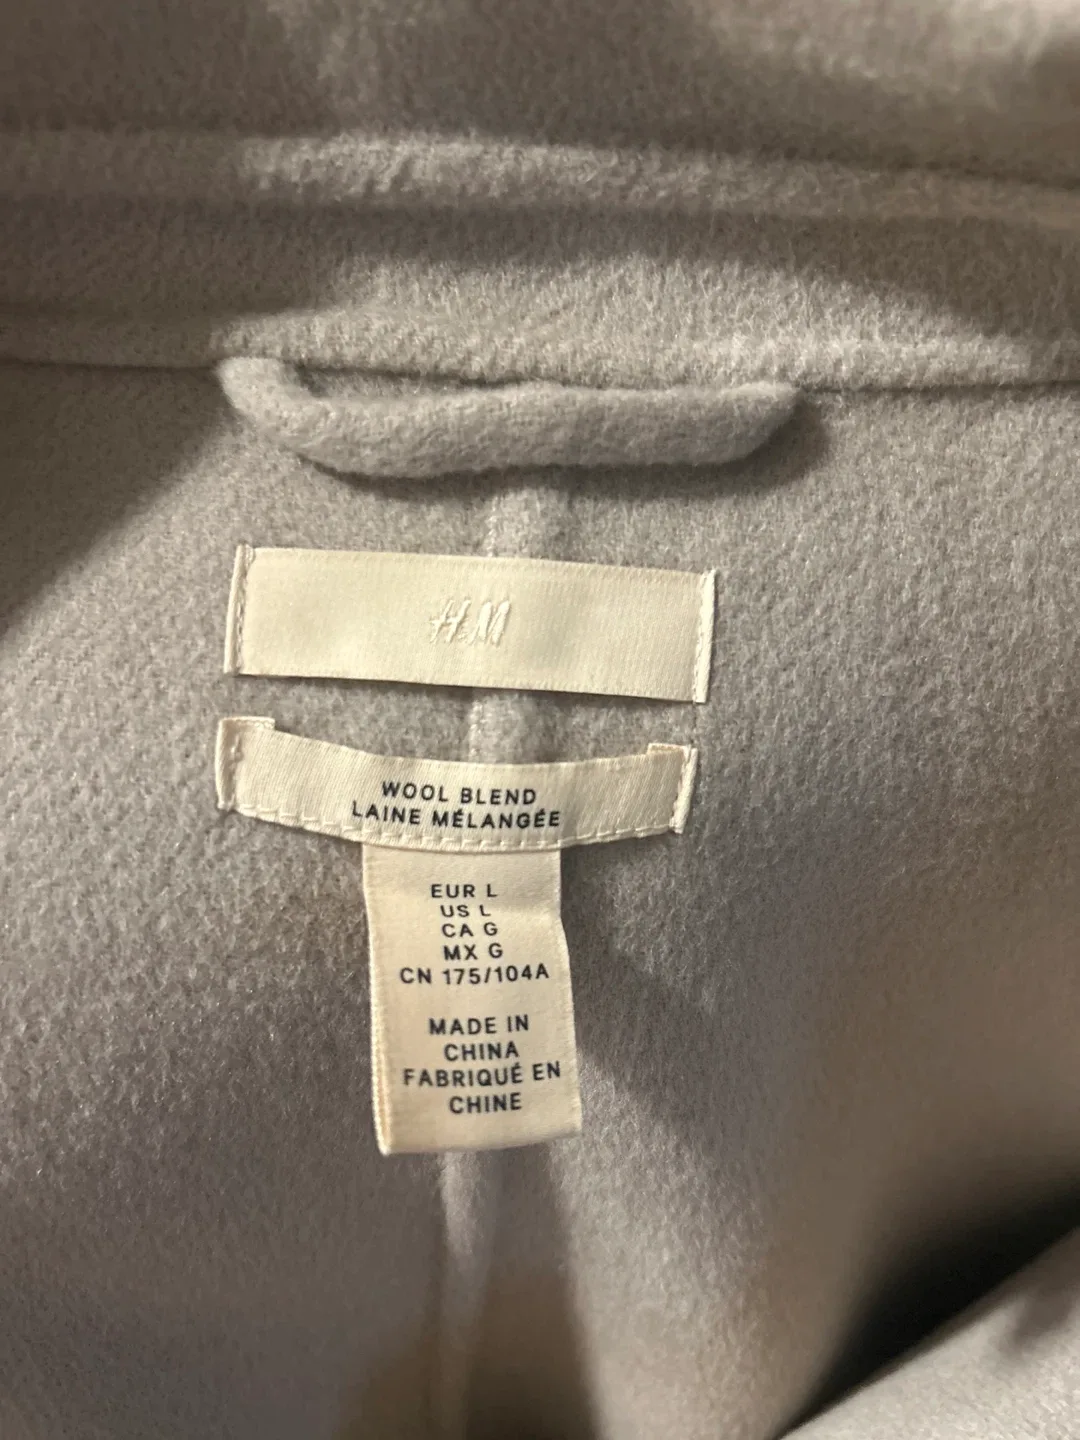 H&M
WOOL BLEND
LAINE MÉLANGÉE
EUR L
US L
CA G
MX G
CN 175/104A
MADE IN
CHINA
FABRIQUÉ EN
CHINE